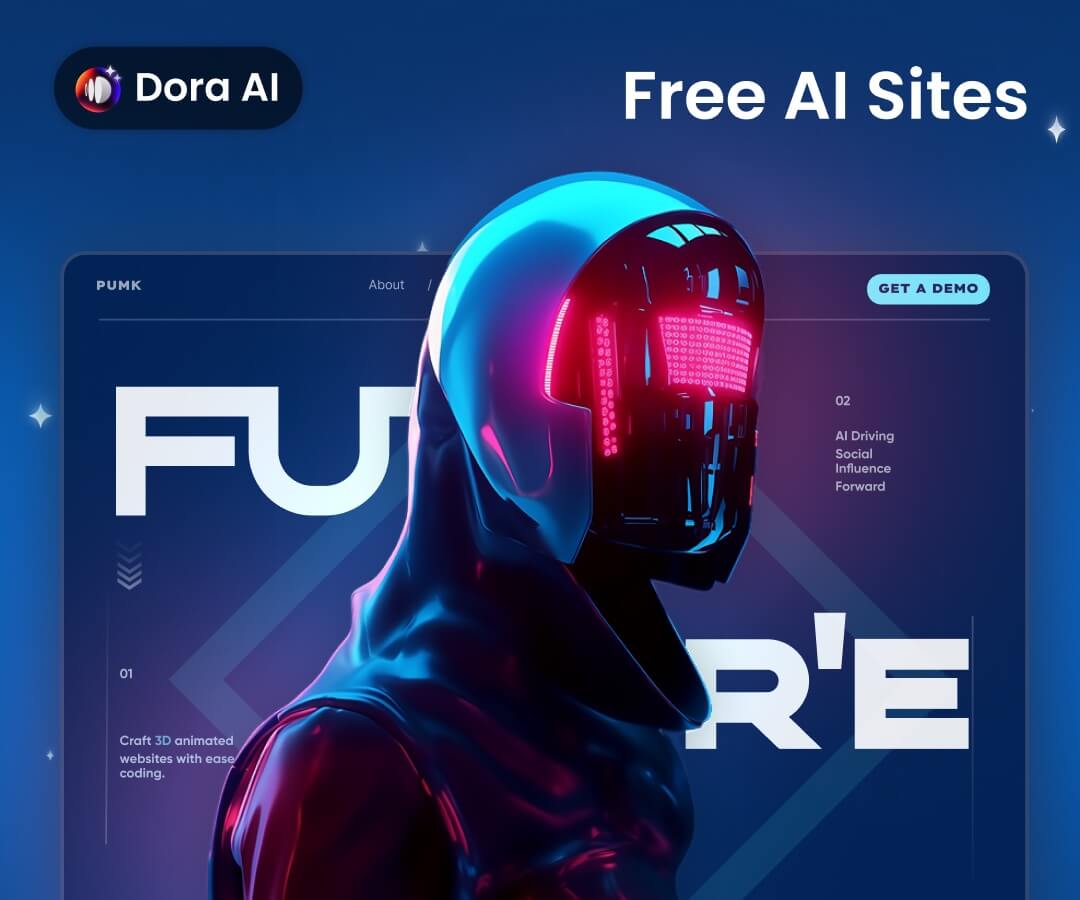 Dora AI
Free AI Sites
PUMK
About /
GET A DEMO
FU
02
AI Driving
Social
Influence
Forward
R'E
01
Craft 3D animated
websites with ease
coding.